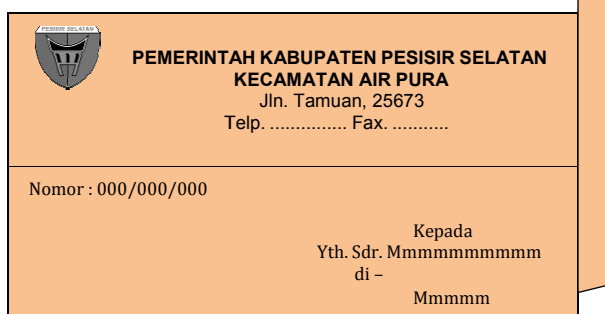 PESISIR SELATAN
PEMERINTAH KABUPATEN PESISIR SELATAN
KECAMATAN AIR PURA
Jln. Tamuan, 25673
Telp. ............... Fax. ...........
Nomor : 000/000/000
Kepada
Yth. Sdr. Mmmmmmmmmm
di –
Mmmmm